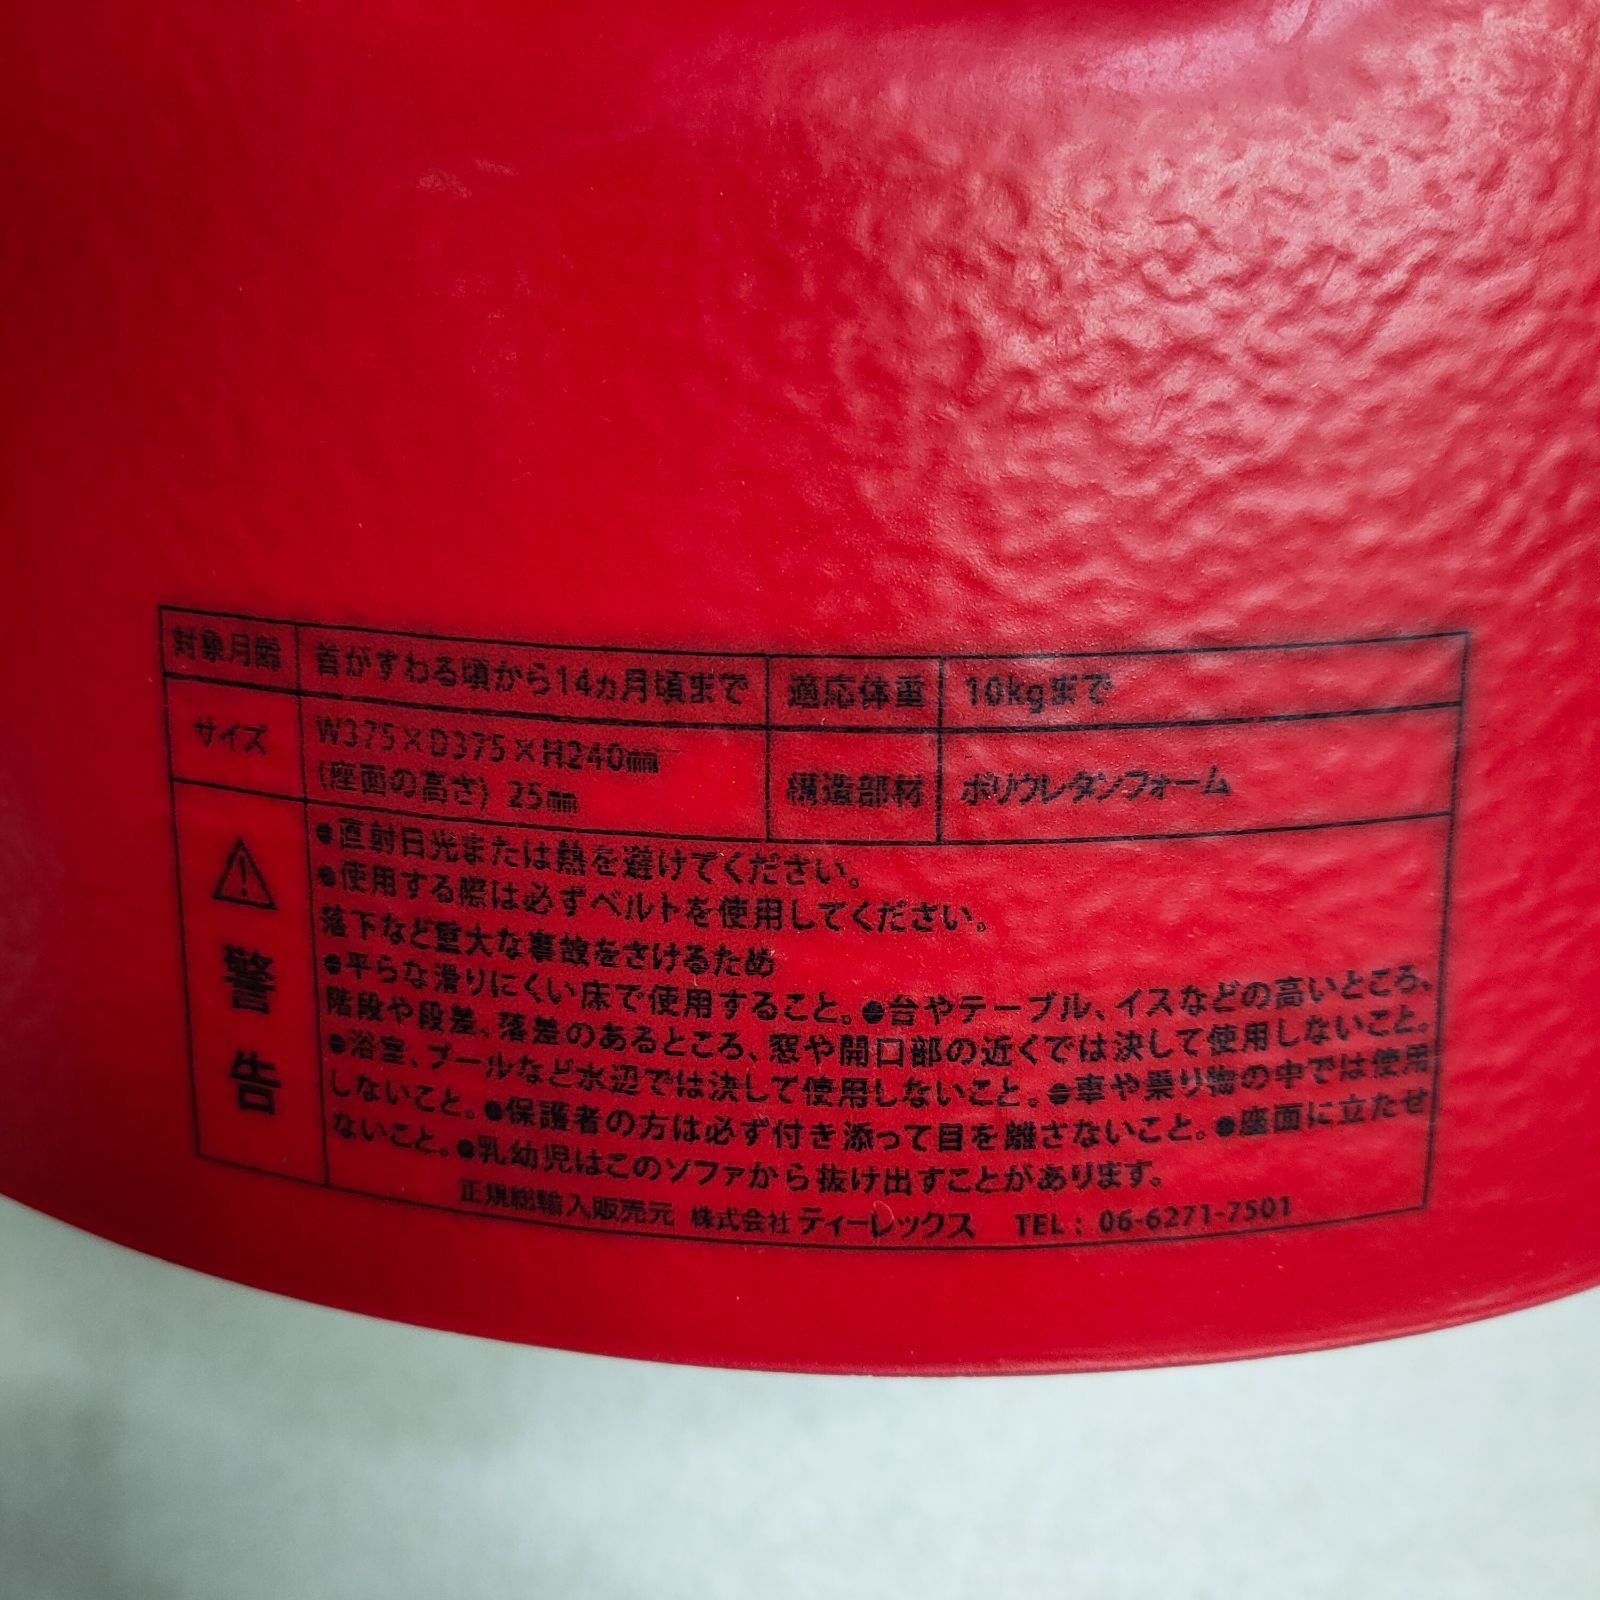 対象月齢 首がすわる頃から14ヵ月頃まで 適応体重 10kgまで
サイズ W375×D375×H240㎜
(座面の高さ) 25㎜ 構造部材 ポリウレタンフォーム
警告
●直射日光または熱を避けてください。
●使用する際は必ずベルトを使用してください。
落下など重大な事故をさけるため
●平らな滑りにくい床で使用すること。●台やテーブル、イスなどの高いところ、
階段や段差、落差のあるところ、窓や開口部の近くでは決して使用しないこと。
●浴室、プールなど水辺では決して使用しないこと。●車や乗り物の中では使用
しないこと。●保護者の方は必ず付き添って目を離さないこと。●座面に立たせ
ないこと。●乳幼児はこのソファから抜け出すことがあります。
正規総輸入販売元 株式会社 ティーレックス TEL: 06-6271-7501